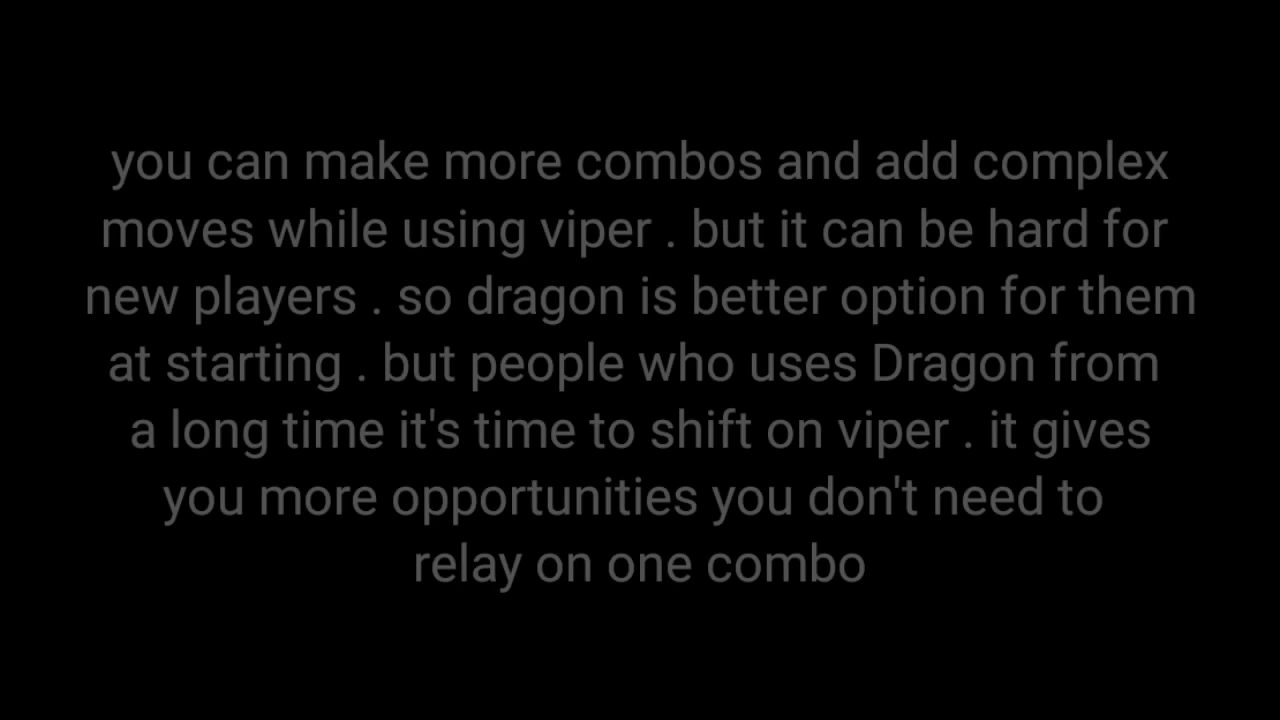 you can make more combos and add complex
moves while using viper . but it can be hard for
new players . so dragon is better option for them
at starting . but people who uses Dragon from
a long time it's time to shift on viper . it gives
you more opportunities you don't need to
relay on one combo